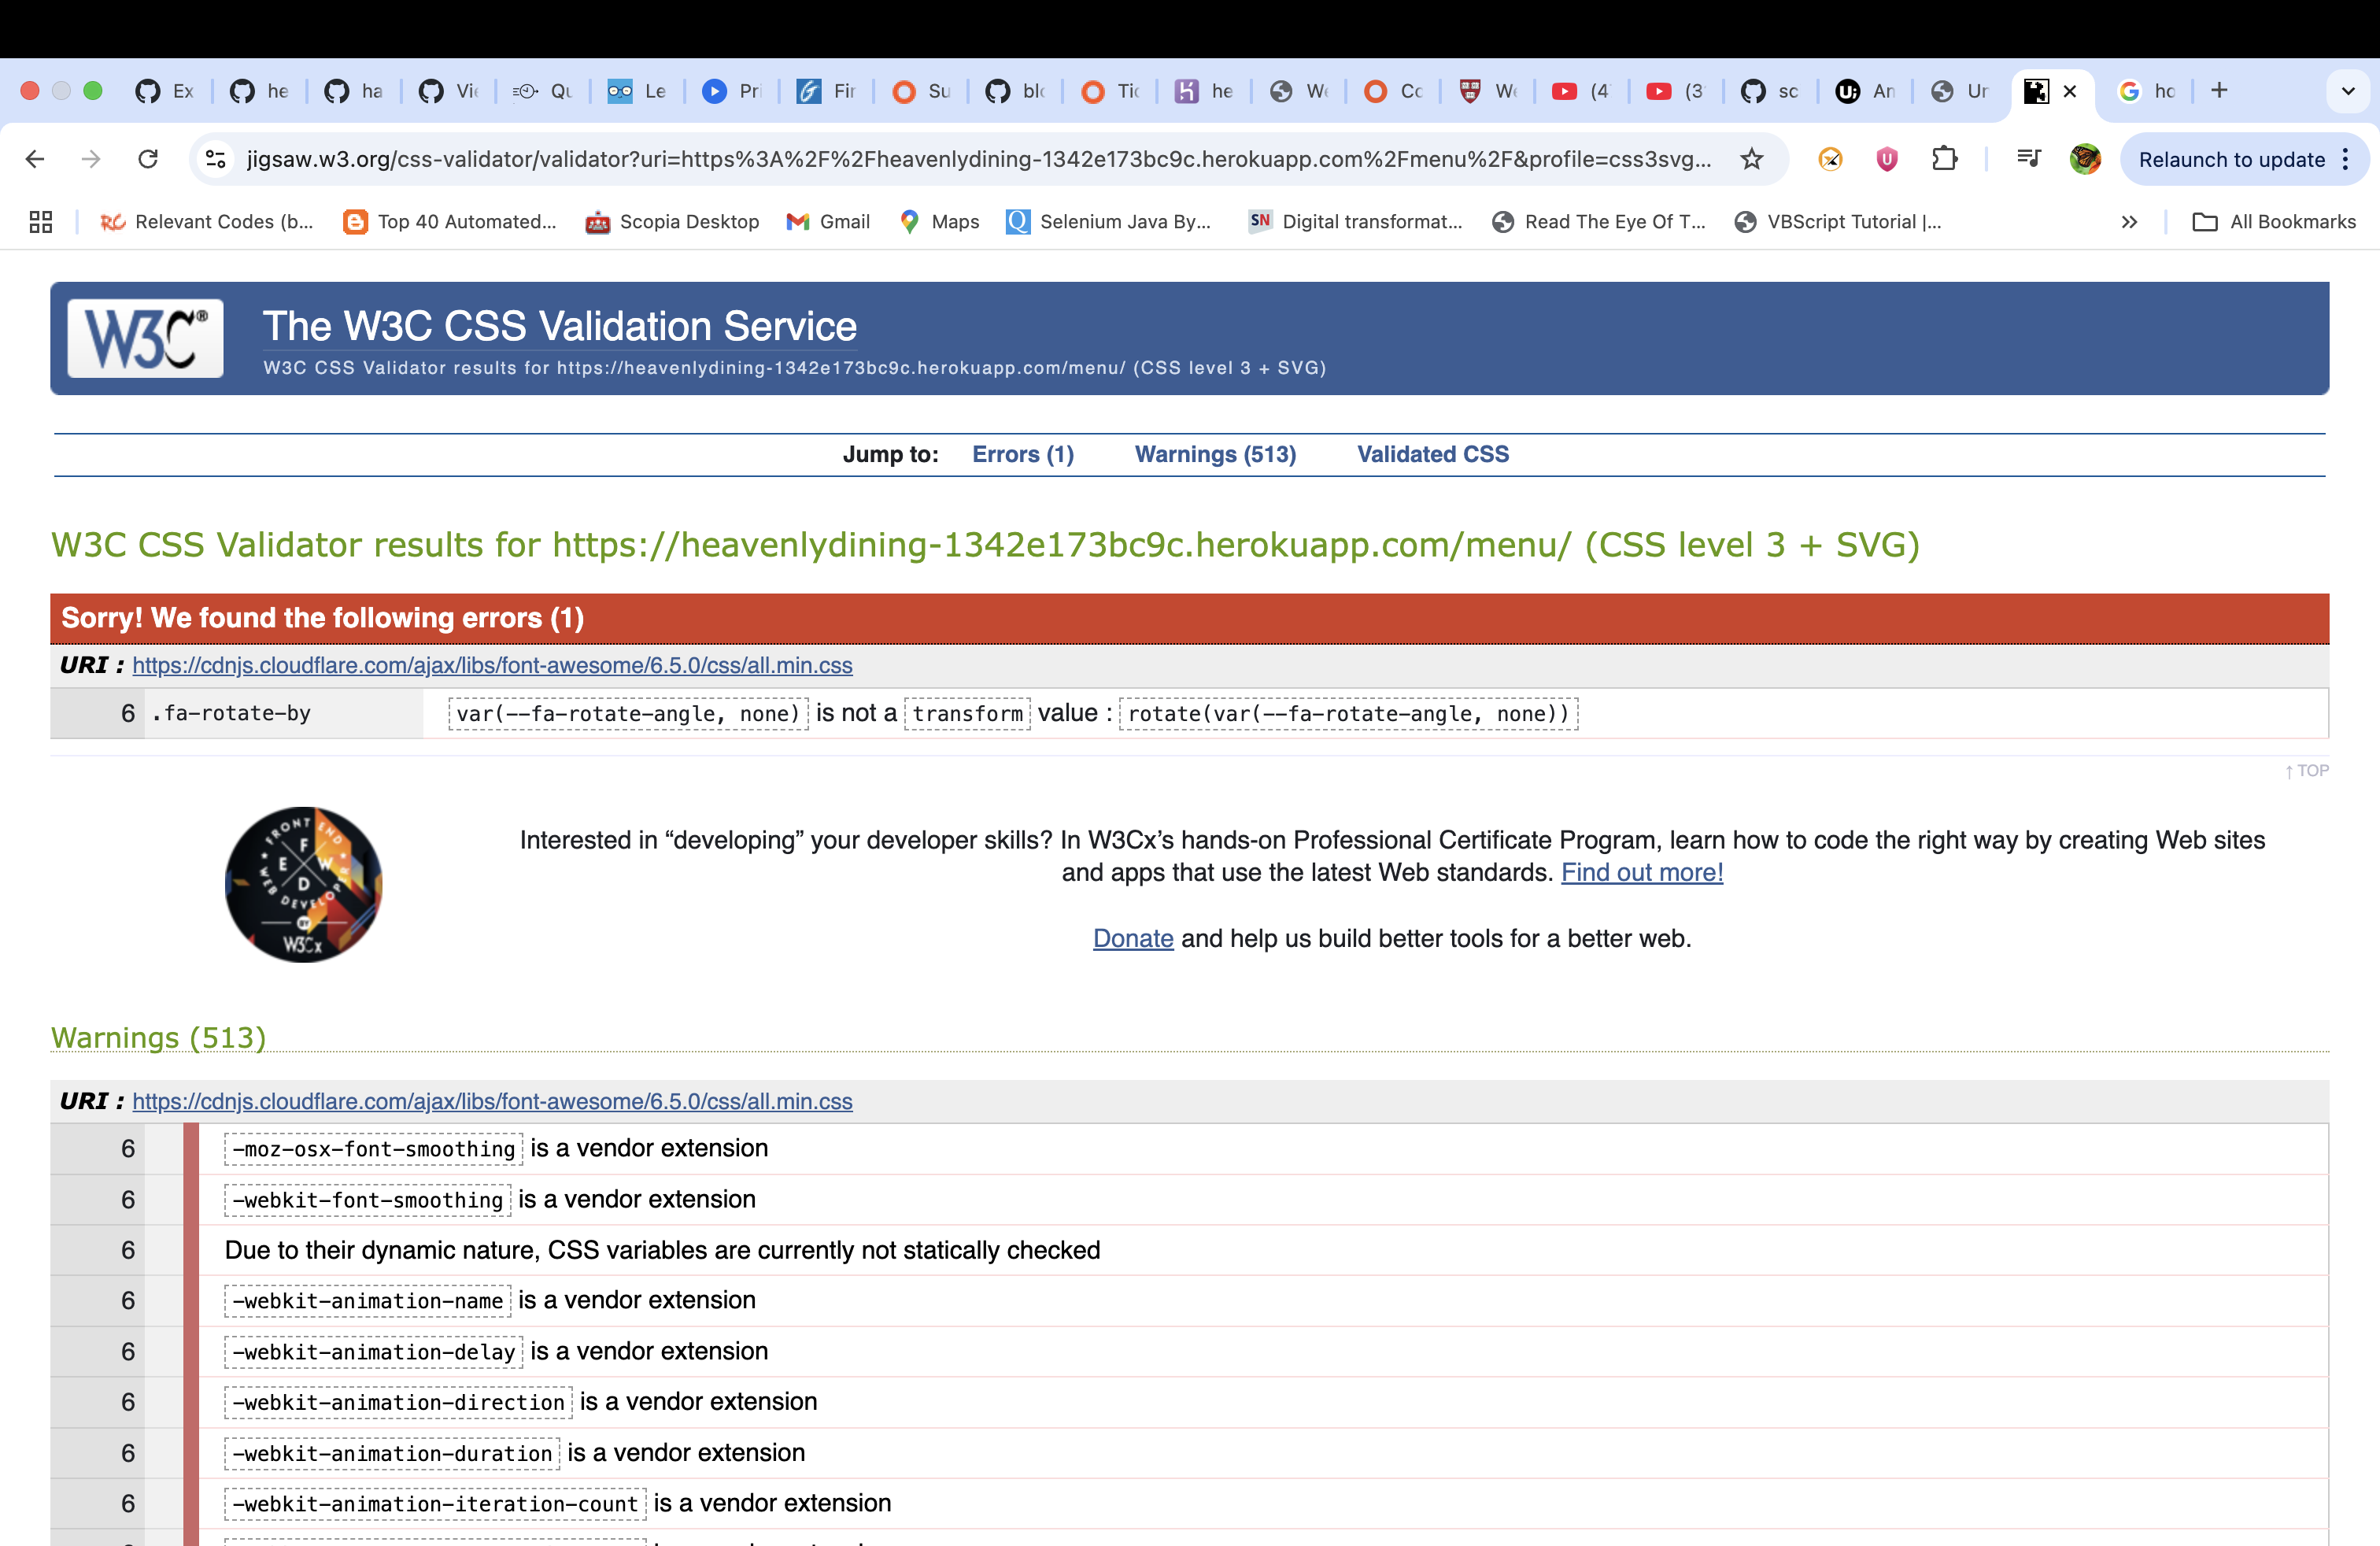 Ex he ha Vi Qu Le Pri Fir Su blo Tic he We Co We (4 (3 sc An Ur ho
jigsaw.w3.org/css-validator/validator?uri=https%3A%2F%2Fheavenlydining-1342e173bc9c.herokuapp.com%2Fmenu%2F&profile=css3svg... Relaunch to update
Relevant Codes (b... Top 40 Automated... Scopia Desktop Gmail Maps Selenium Java By... SN Digital transformat... Read The Eye Of T... VBScript Tutorial |... » All Bookmarks
W3C® The W3C CSS Validation Service
W3C CSS Validator results for https://heavenlydining-1342e173bc9c.herokuapp.com/menu/ (CSS level 3 + SVG)
Jump to: Errors (1) Warnings (513) Validated CSS
W3C CSS Validator results for https://heavenlydining-1342e173bc9c.herokuapp.com/menu/ (CSS level 3 + SVG)
Sorry! We found the following errors (1)
URI : https://cdnjs.cloudflare.com/ajax/libs/font-awesome/6.5.0/css/all.min.css
6 .fa-rotate-by var(--fa-rotate-angle, none) is not a transform value : rotate(var(--fa-rotate-angle, none))
↑ TOP
FRONT END WEB DEVELOPER
F E W D
BY
W3Cx
Interested in “developing” your developer skills? In W3Cx’s hands-on Professional Certificate Program, learn how to code the right way by creating Web sites
and apps that use the latest Web standards. Find out more!
Donate and help us build better tools for a better web.
Warnings (513)
URI : https://cdnjs.cloudflare.com/ajax/libs/font-awesome/6.5.0/css/all.min.css
6 -moz-osx-font-smoothing is a vendor extension
6 -webkit-font-smoothing is a vendor extension
6 Due to their dynamic nature, CSS variables are currently not statically checked
6 -webkit-animation-name is a vendor extension
6 -webkit-animation-delay is a vendor extension
6 -webkit-animation-direction is a vendor extension
6 -webkit-animation-duration is a vendor extension
6 -webkit-animation-iteration-count is a vendor extension